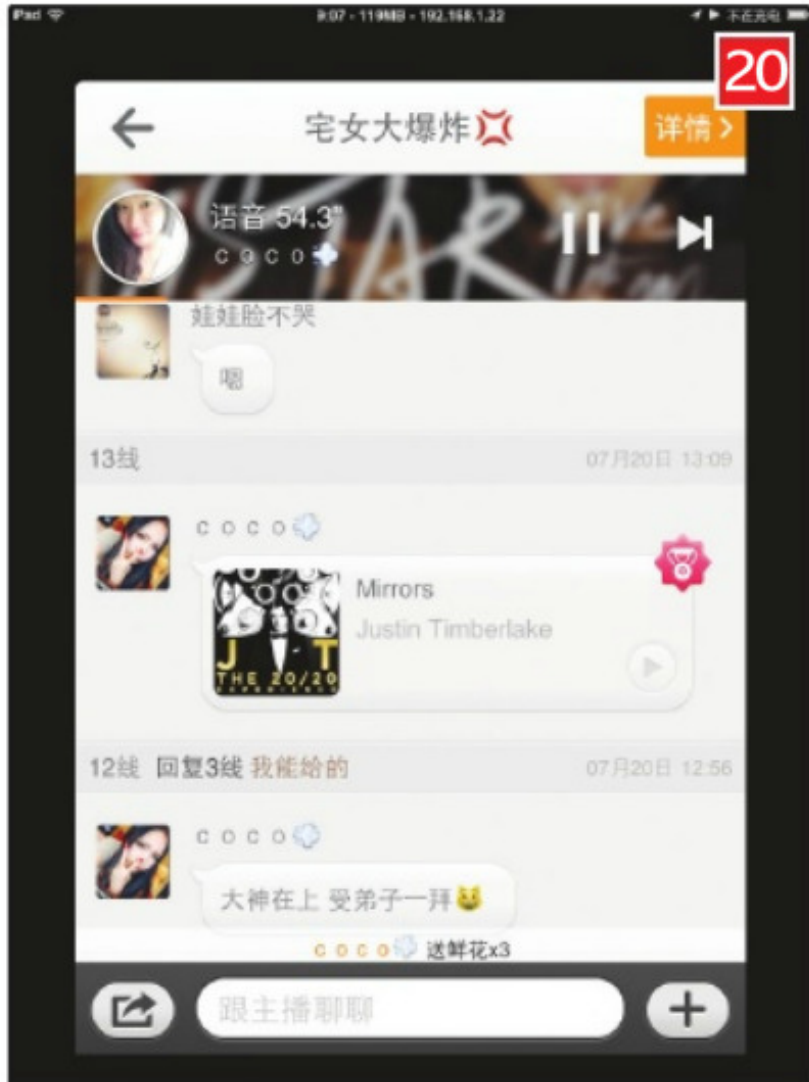 iPad 9:07 - 119MB - 192.168.1.22 不在充电
20
宅女大爆炸💢 详情 >
语音 54.3"
c o c o💨
娃娃脸不哭
嗯
13线 07月20日 13:09
c o c o💨
Mirrors
Justin Timberlake
J T
THE 20/20
EXPERIENCE
12线 回复3线 我能给的 07月20日 12:56
c o c o💨
大神在上 受弟子一拜😺
c o c o💨 送鲜花x3
跟主播聊聊